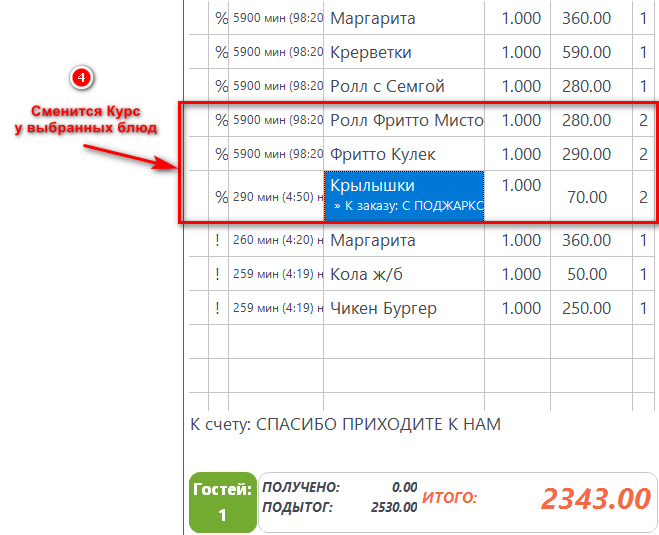 % 5900 мин (98:20 Маргарита 1.000 360.00 1
% 5900 мин (98:20 Крерветки 1.000 590.00 1
% 5900 мин (98:20 Ролл с Семгой 1.000 280.00 1
4
Сменится Курс
у выбранных блюд
% 5900 мин (98:20 Ролл Фритто Мисто 1.000 280.00 2
% 5900 мин (98:20 Фритто Кулек 1.000 290.00 2
% 290 мин (4:50) н Крылышки 1.000 70.00 2
» К заказу: С ПОДЖАРКС
! 260 мин (4:20) н Маргарита 1.000 360.00 1
! 259 мин (4:19) н Кола ж/б 1.000 50.00 1
! 259 мин (4:19) н Чикен Бургер 1.000 250.00 1
К счету: СПАСИБО ПРИХОДИТЕ К НАМ
Гостей:
1
ПОЛУЧЕНО: 0.00
ПОДЫТОГ: 2530.00
ИТОГО: 2343.00